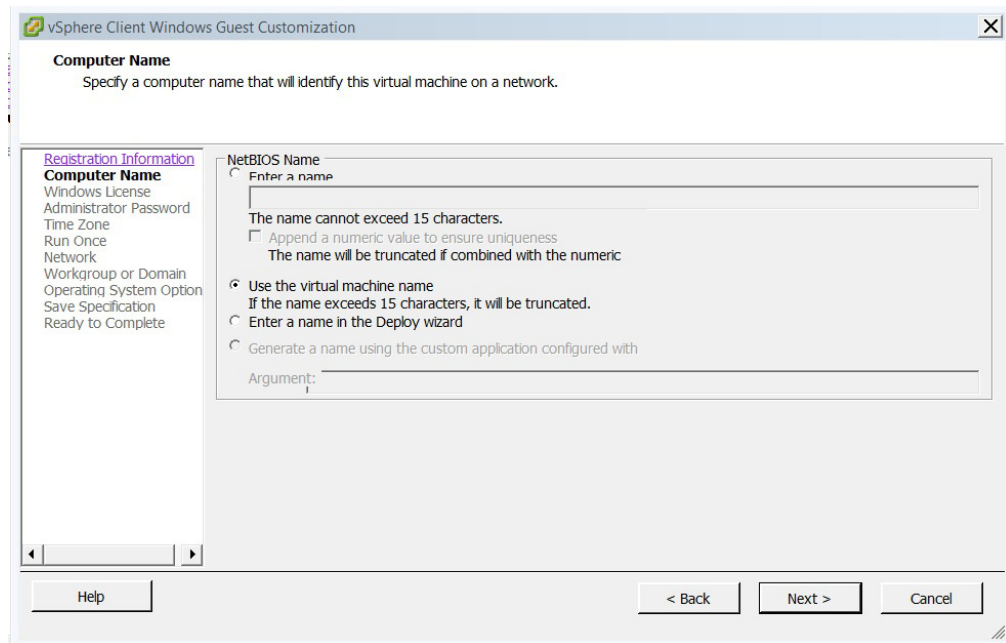 vSphere Client Windows Guest Customization
Computer Name
Specify a computer name that will identify this virtual machine on a network.
Registration Information
Computer Name
Windows License
Administrator Password
Time Zone
Run Once
Network
Workgroup or Domain
Operating System Option
Save Specification
Ready to Complete
NetBIOS Name
Enter a name
The name cannot exceed 15 characters.
Append a numeric value to ensure uniqueness
The name will be truncated if combined with the numeric
Use the virtual machine name
If the name exceeds 15 characters, it will be truncated.
Enter a name in the Deploy wizard
Generate a name using the custom application configured with
Argument:
Help
< Back
Next >
Cancel